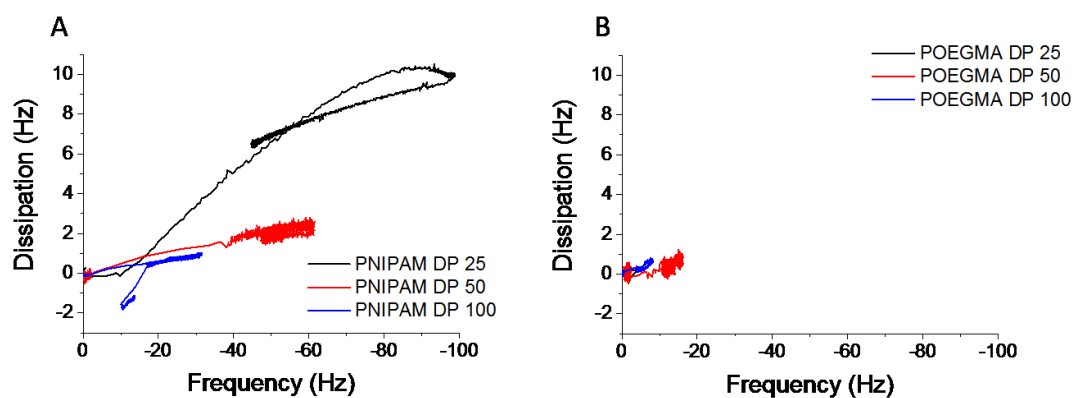 A
Dissipation (Hz)
10
8
6
4
2
0
-2
PNIPAM DP 25
PNIPAM DP 50
PNIPAM DP 100
0
-20
-40
-60
-80
-100
Frequency (Hz)
B
Dissipation (Hz)
10
8
6
4
2
0
-2
POEGMA DP 25
POEGMA DP 50
POEGMA DP 100
0
-20
-40
-60
-80
-100
Frequency (Hz)